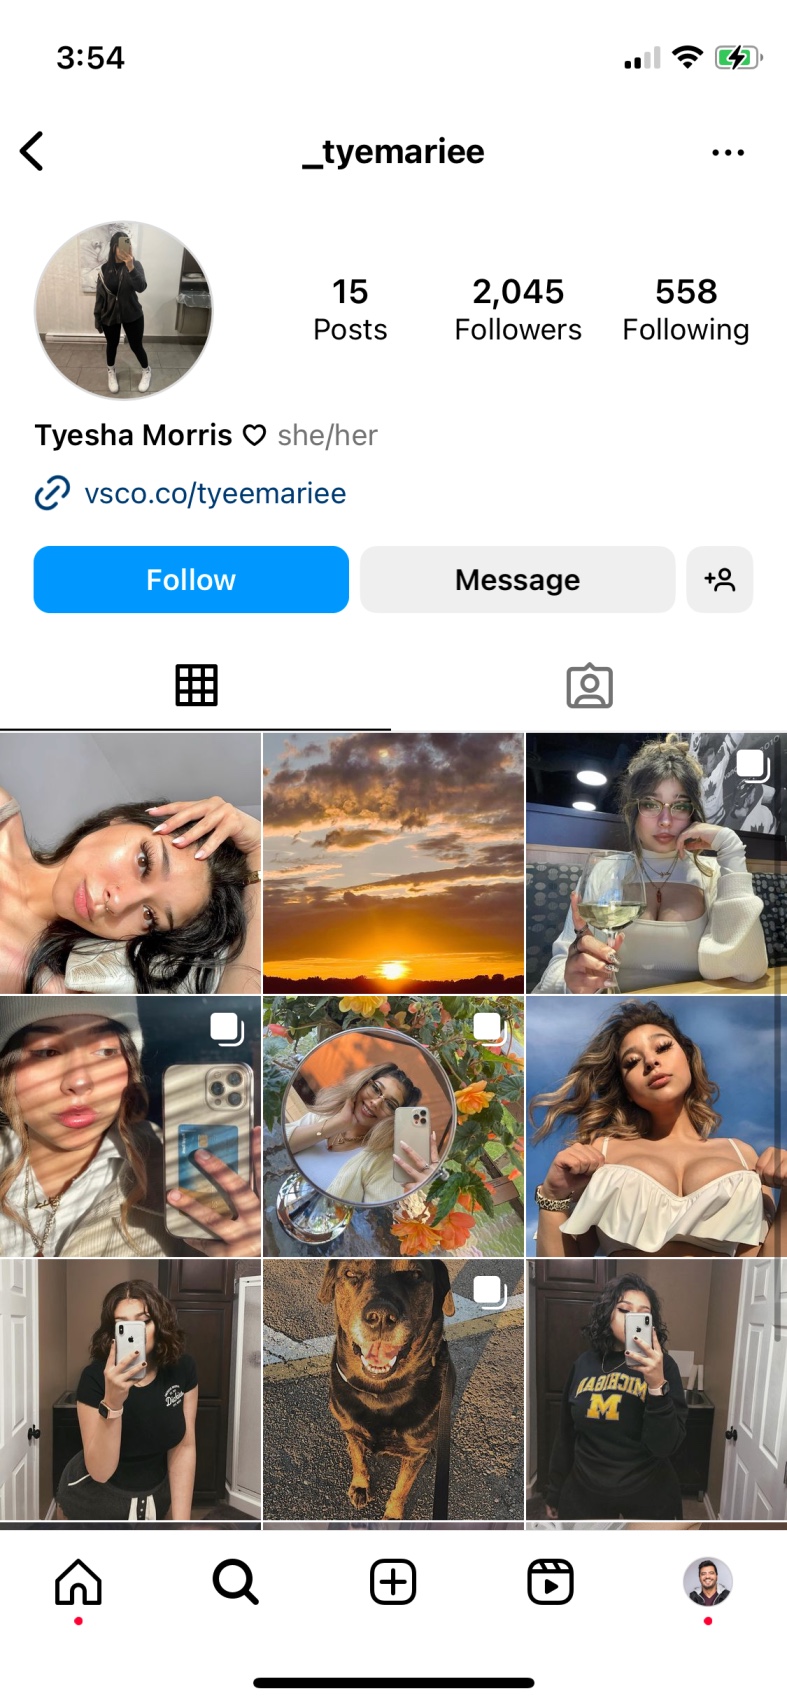 3:54
_tyemariee
15
Posts
2,045
Followers
558
Following
Tyesha Morris she/her
vsco.co/tyeemariee
Follow
Message
Dickies
MICHIGAN
M